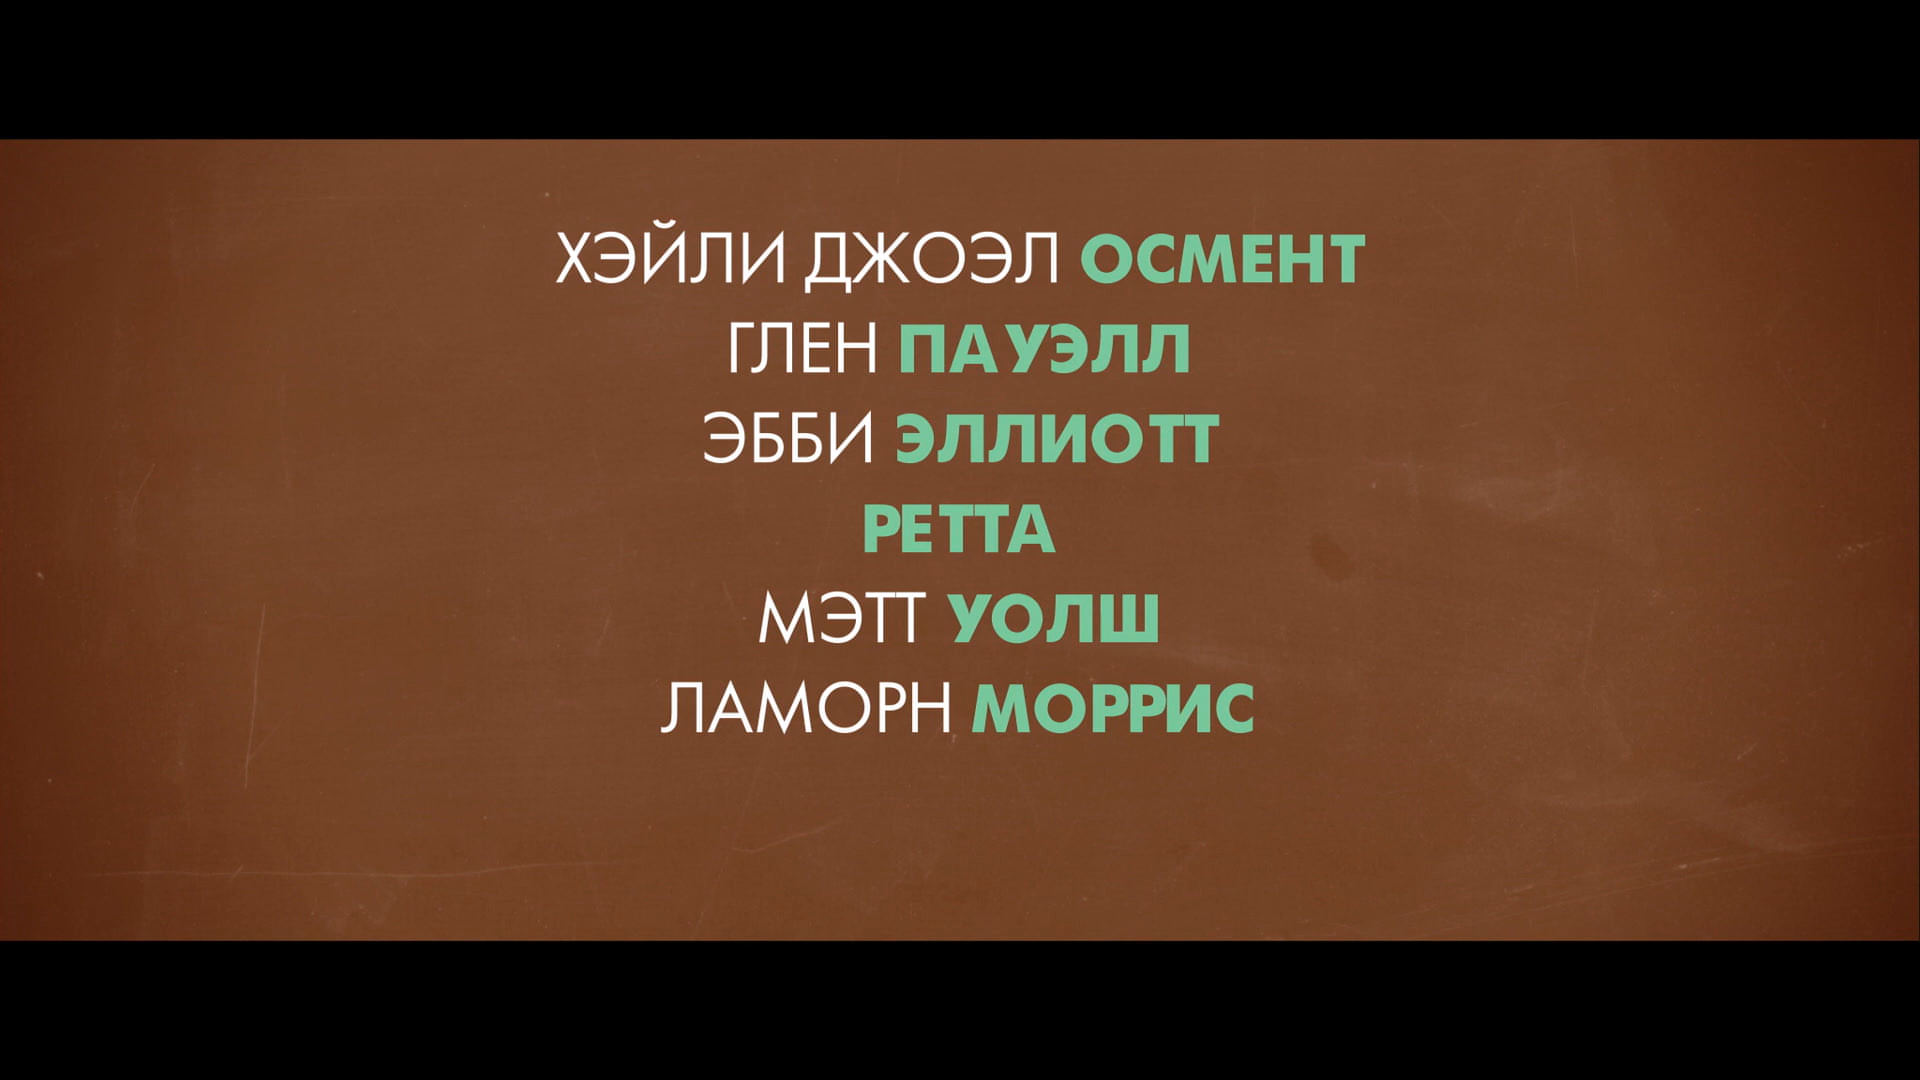 ХЭЙЛИ ДЖОЭЛ ОСМЕНТ
ГЛЕН ПАУЭЛЛ
ЭББИ ЭЛЛИОТТ
РЕТТА
МЭТТ УОЛШ
ЛАМОРН МОРРИС